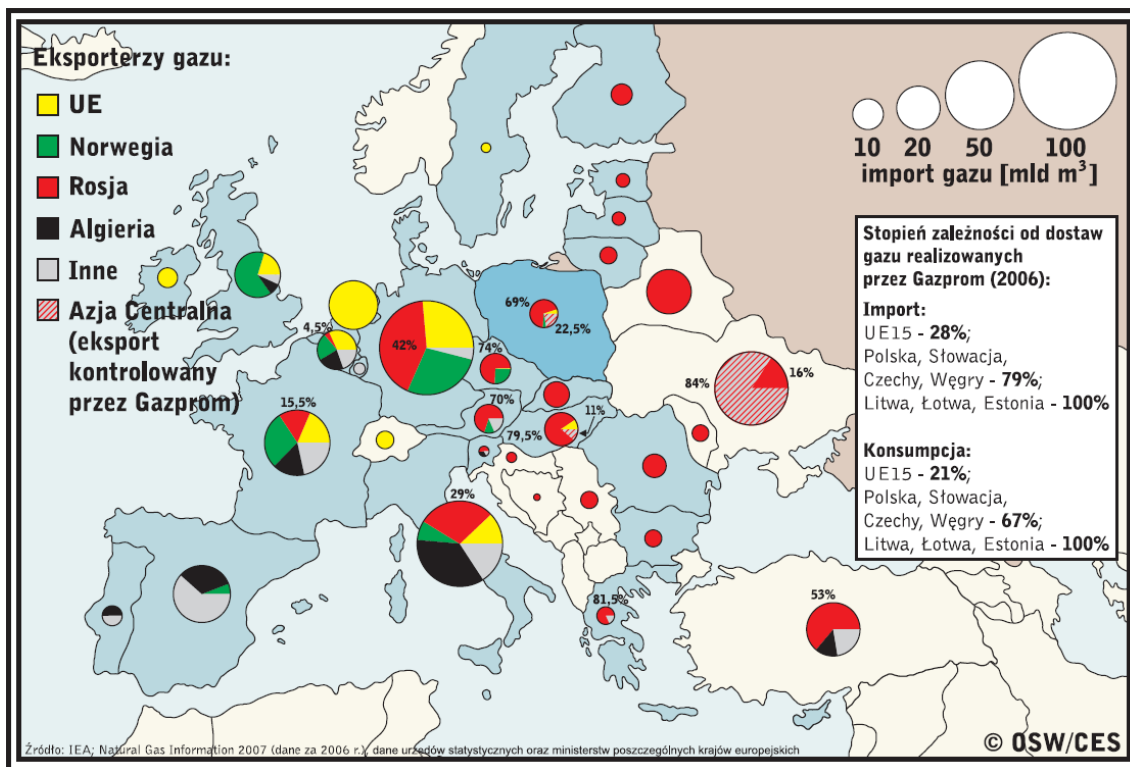 Eksporterzy gazu:
UE
Norwegia
Rosja
Algieria
Inne
Azja Centralna
(eksport
kontrolowany
przez Gazprom)
10 20 50 100
import gazu [mld m³]
Stopień zależności od dostaw
gazu realizowanych
przez Gazprom (2006):
Import:
UE15 - 28%;
Polska, Słowacja,
Czechy, Węgry - 79%;
Litwa, Łotwa, Estonia - 100%
Konsumpcja:
UE15 - 21%;
Polska, Słowacja,
Czechy, Węgry - 67%;
Litwa, Łotwa, Estonia - 100%
69%
22,5%
4,5%
42%
74%
84%
16%
15,5%
70%
11%
79,5%
29%
81,5%
53%
Źródło: IEA; Natural Gas Information 2007 (dane za 2006 r.), dane urzędów statystycznych oraz ministerstw poszczególnych krajów europejskich
© OSW/CES